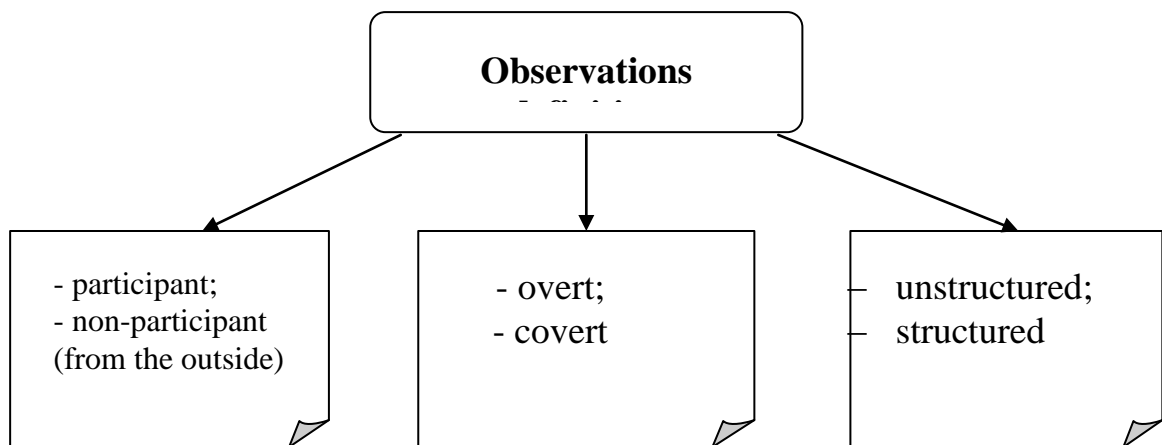 Observations
- participant;
- non-participant
(from the outside)
- overt;
- covert
– unstructured;
– structured